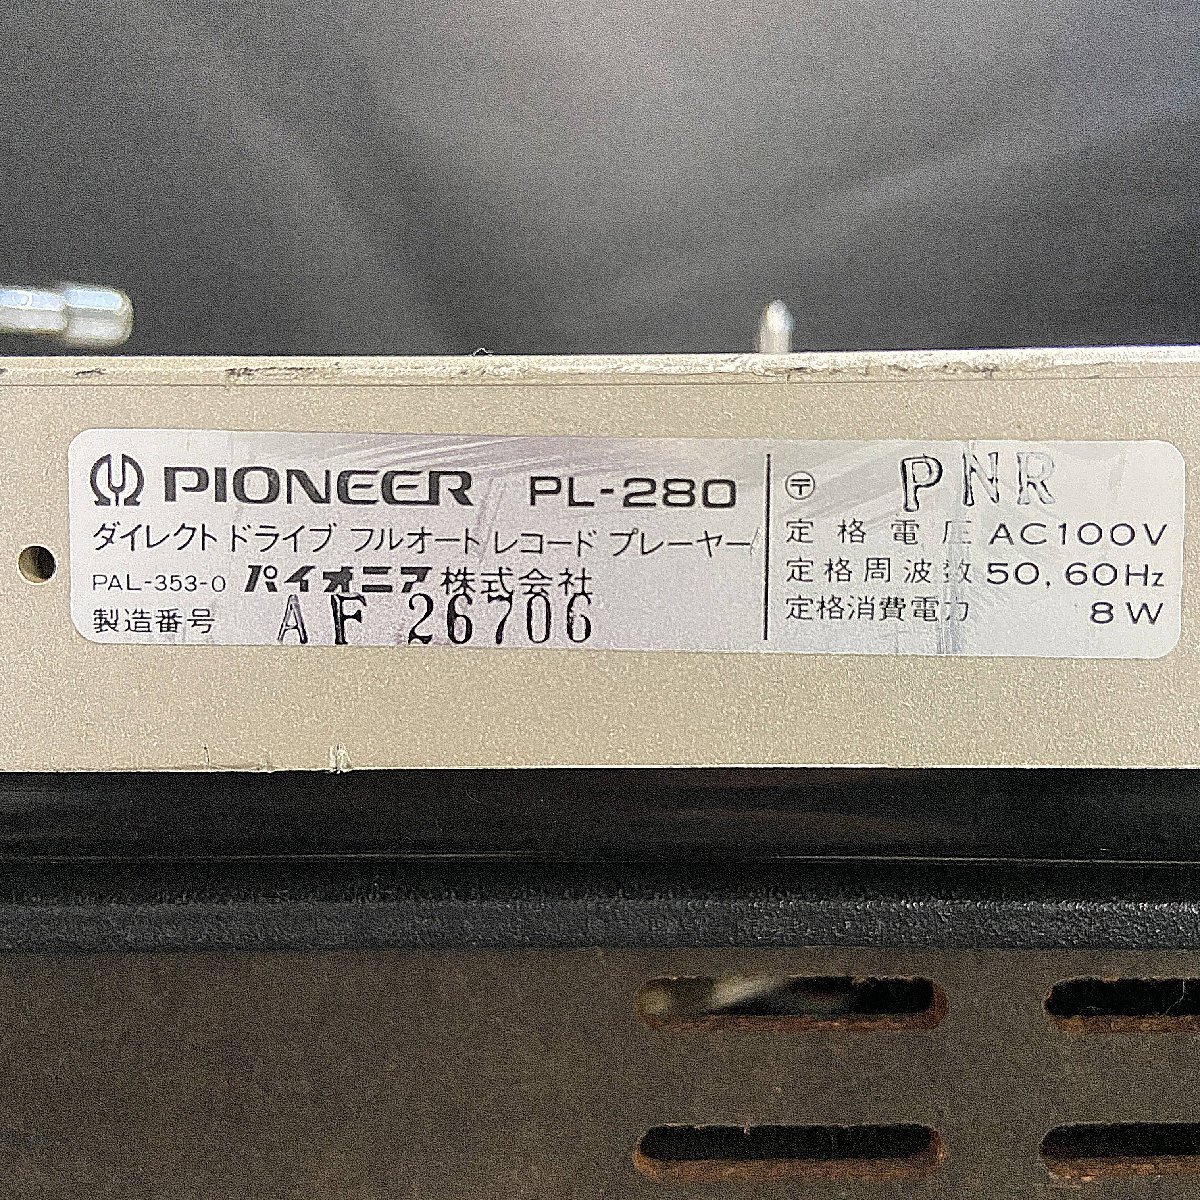 PIONEER PL-280
ダイレクト ドライブ フルオート レコード プレーヤー
PAL-353-0 パイオニア株式会社
製造番号 AF 26706
〶 PNR
定格電圧 AC100V
定格周波数 50, 60Hz
定格消費電力 8W